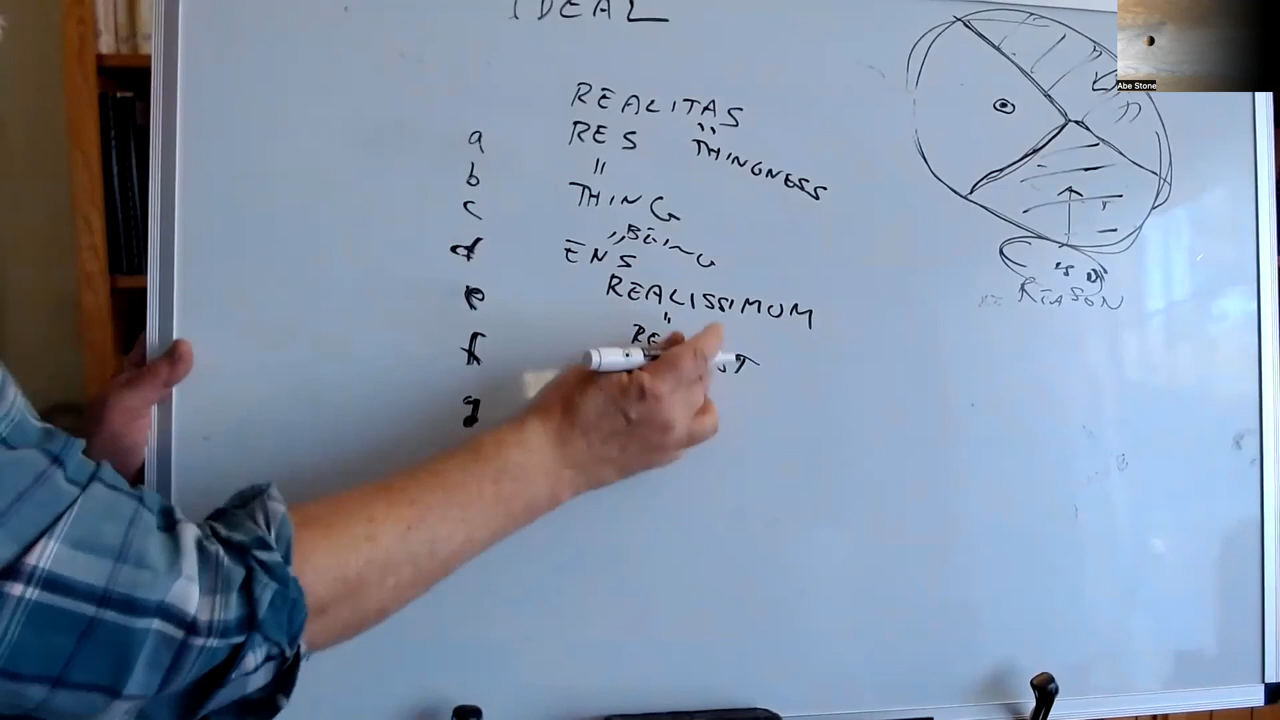 IDEAL
REALITAS
a RES THINGNESS
b
c THING
"BEING
d ENS
e REALISSIMUM
f
g
REASON
Abe Stone